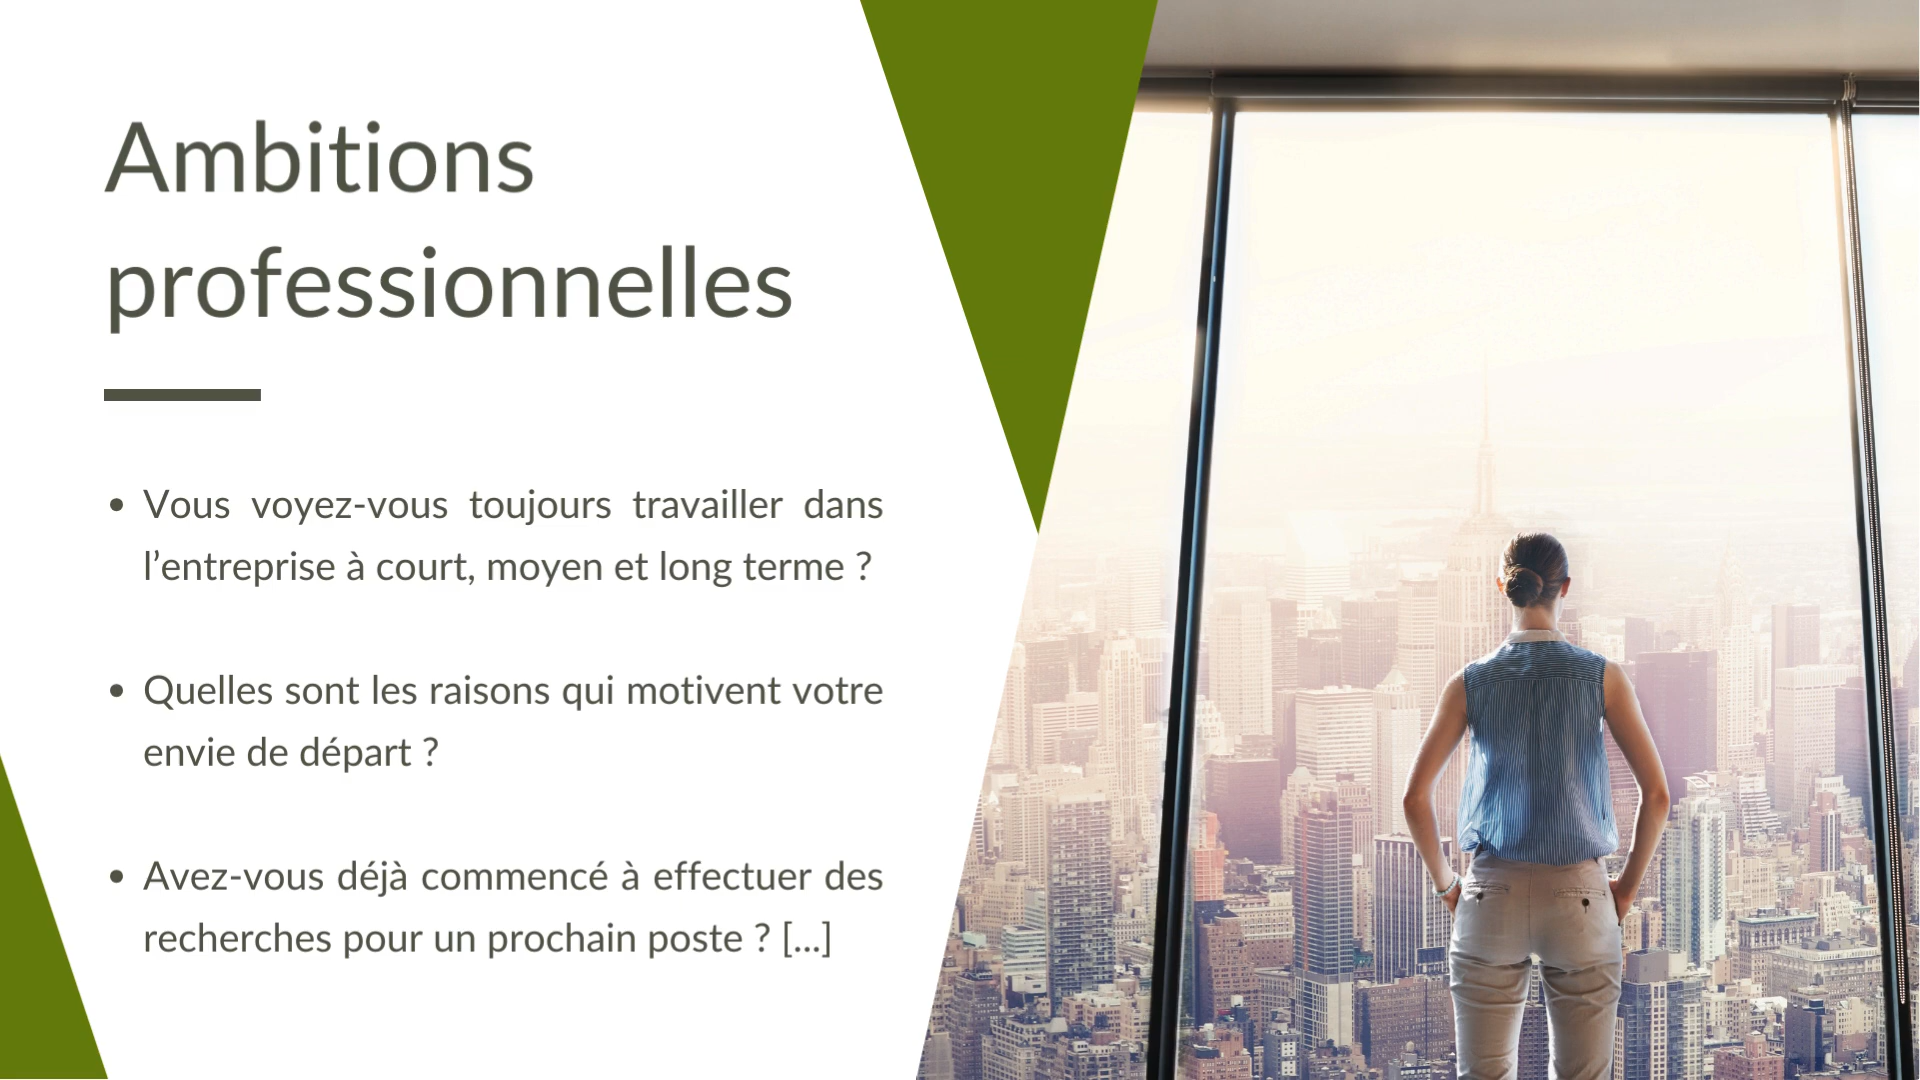 Ambitions
professionnelles
• Vous voyez-vous toujours travailler dans
l’entreprise à court, moyen et long terme ?
• Quelles sont les raisons qui motivent votre
envie de départ ?
• Avez-vous déjà commencé à effectuer des
recherches pour un prochain poste ? [...]